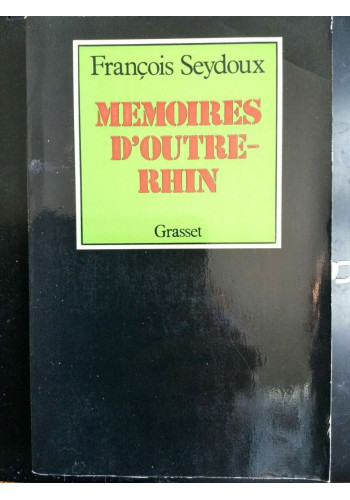 François Seydoux
MEMOIRES
D'OUTRE-
RHIN
Grasset